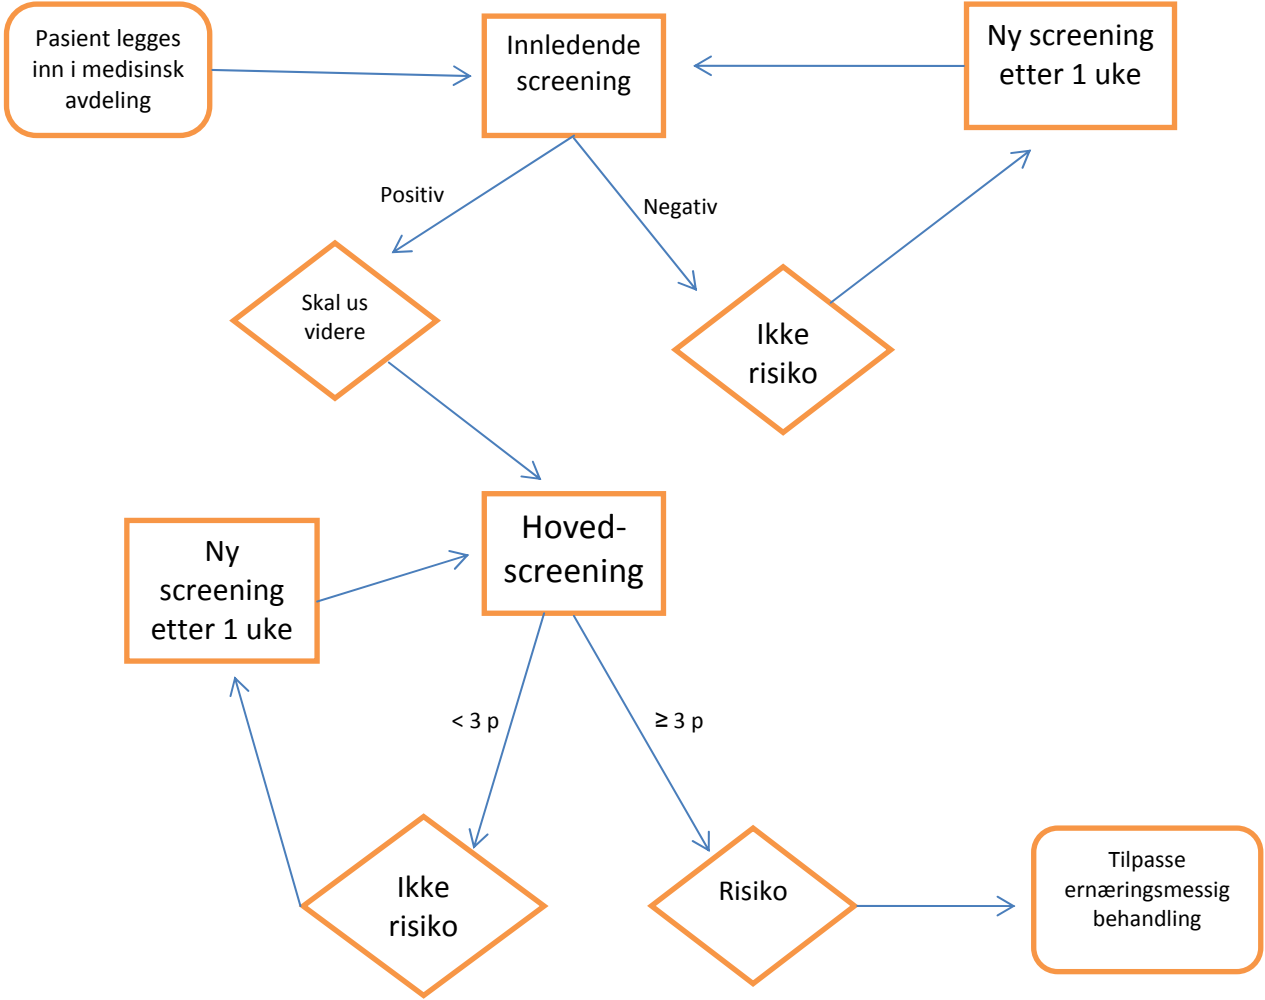 Pasient legges
inn i medisinsk
avdeling
Innledende
screening
Ny screening
etter 1 uke
Positiv
Negativ
Skal us
videre
Ikke
risiko
Hoved-
screening
Ny
screening
etter 1 uke
< 3 p
≥ 3 p
Ikke
risiko
Risiko
Tilpasse
ernæringsmessig
behandling